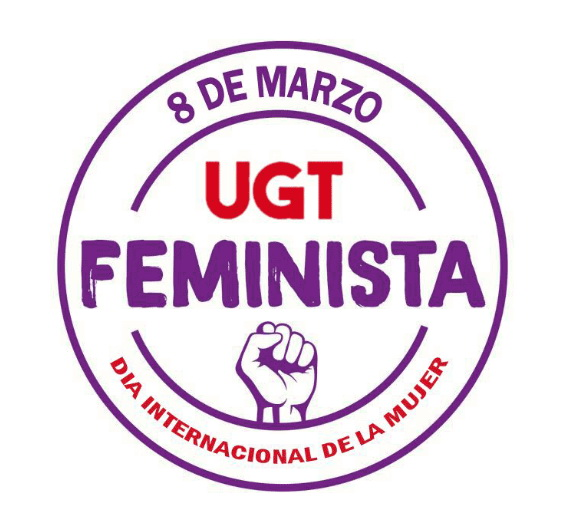 8 DE MARZO
UGT
FEMINISTA
DIA INTERNACIONAL DE LA MUJER